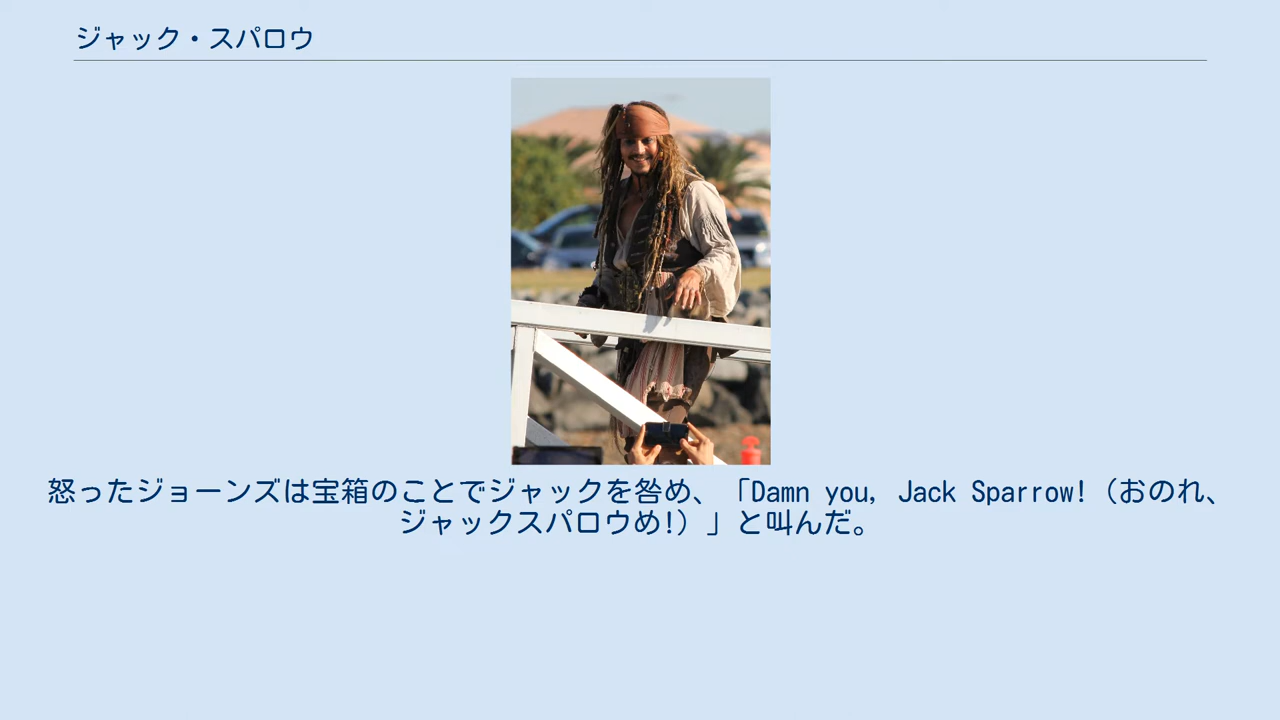 ジャック・スパロウ
怒ったジョーンズは宝箱のことでジャックを咎め、「Damn you, Jack Sparrow!（おのれ、
ジャックスパロウめ!）」と叫んだ。